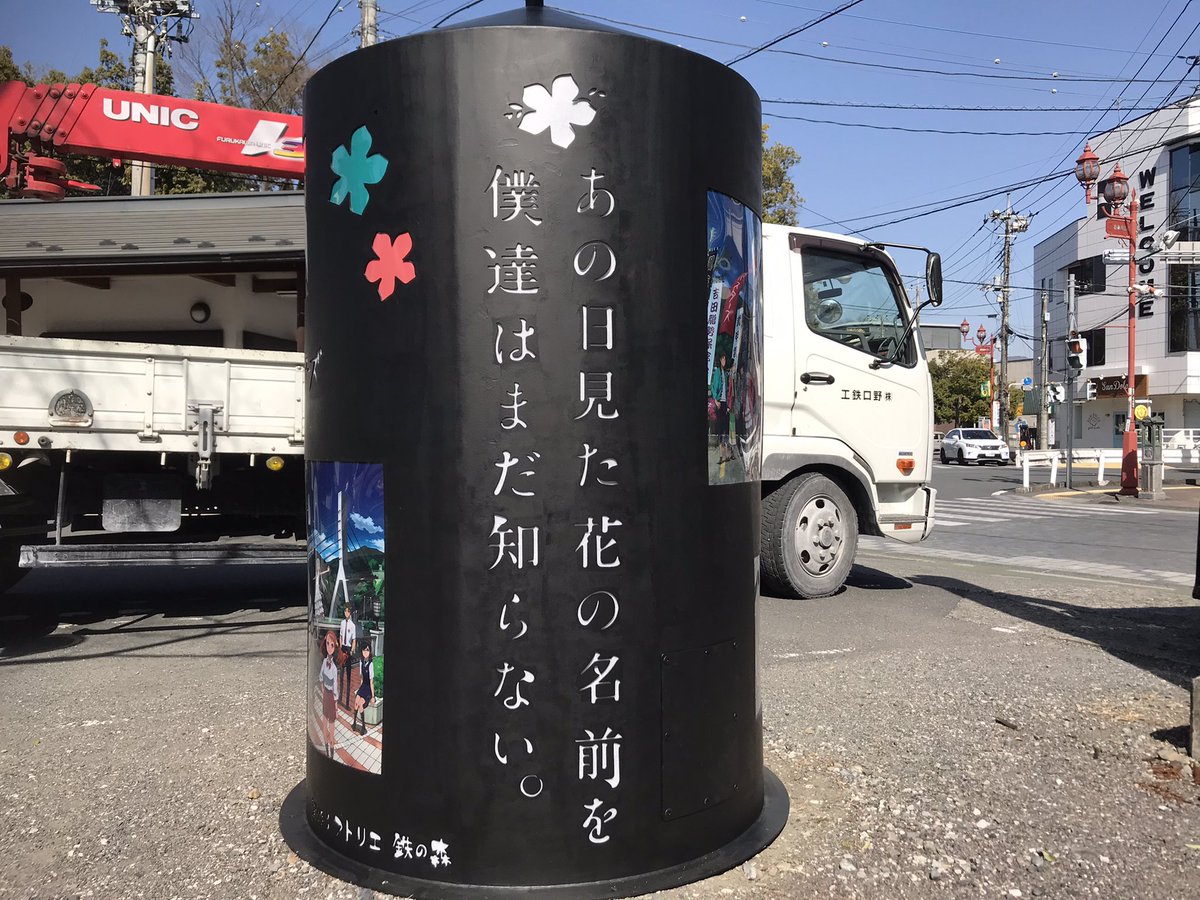 あの日見た花の名前を
僕達はまだ知らない。
アトリエ 鉄の森
UNIC
FURUKAWA UNIC
工鉄口野 ㈱
WELCOME